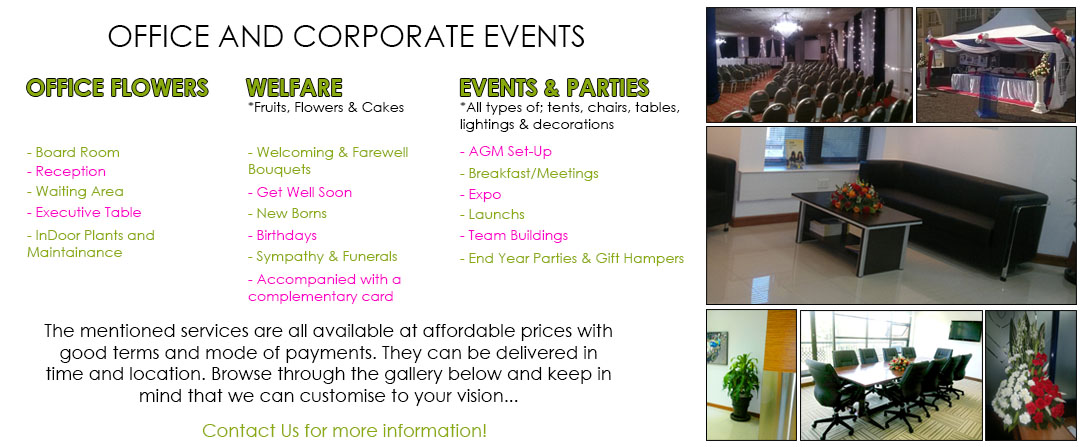 OFFICE AND CORPORATE EVENTS
OFFICE FLOWERS
- Board Room
- Reception
- Waiting Area
- Executive Table
- InDoor Plants and
Maintainance
WELFARE
*Fruits, Flowers & Cakes
- Welcoming & Farewell
Bouquets
- Get Well Soon
- New Borns
- Birthdays
- Sympathy & Funerals
- Accompanied with a
complementary card
EVENTS & PARTIES
*All types of; tents, chairs, tables,
lightings & decorations
- AGM Set-Up
- Breakfast/Meetings
- Expo
- Launchs
- Team Buildings
- End Year Parties & Gift Hampers
The mentioned services are all available at affordable prices with
good terms and mode of payments. They can be delivered in
time and location. Browse through the gallery below and keep in
mind that we can customise to your vision...
Contact Us for more information!